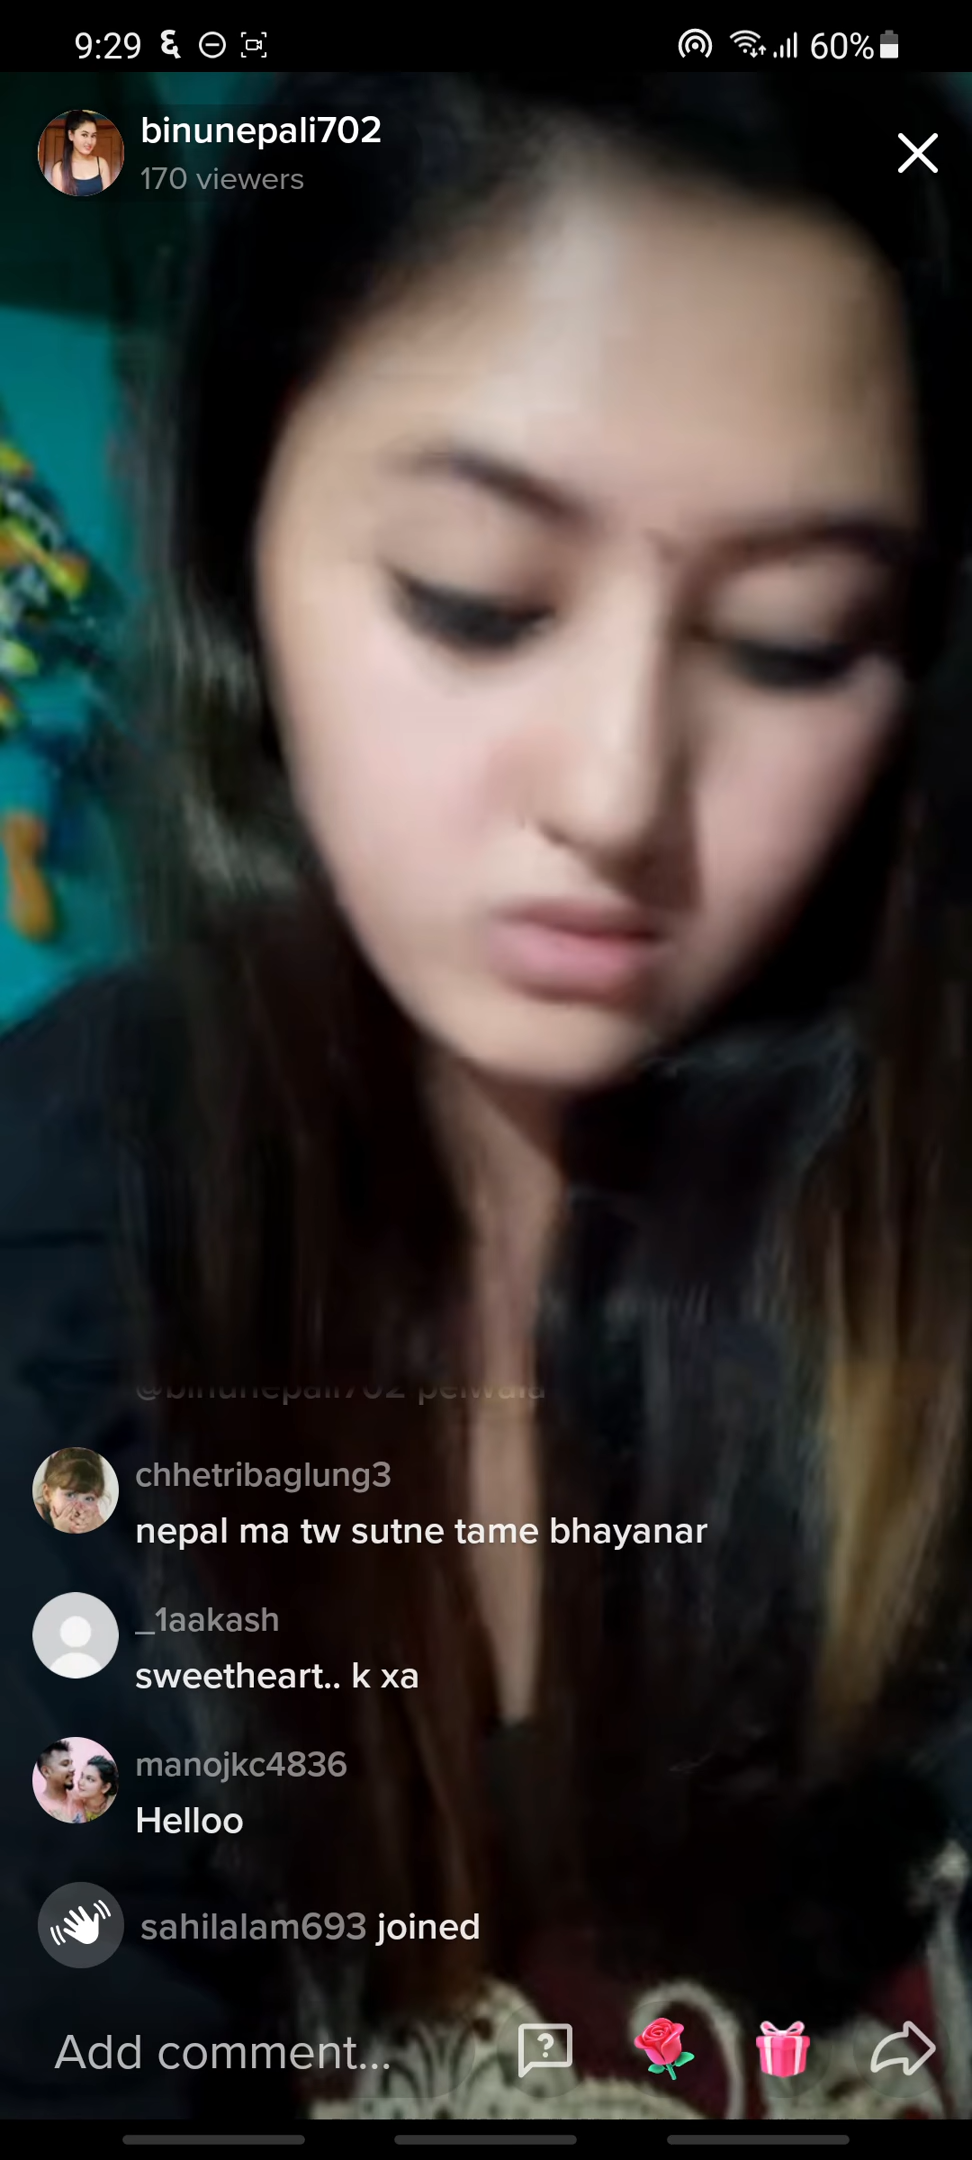 9:29
60%
binunepali702
170 viewers
@binunepali702
chhetribaglung3
nepal ma tw sutne tame bhayanar
_1aakash
sweetheart.. k xa
manojkc4836
Helloo
sahilalam693 joined
Add comment...